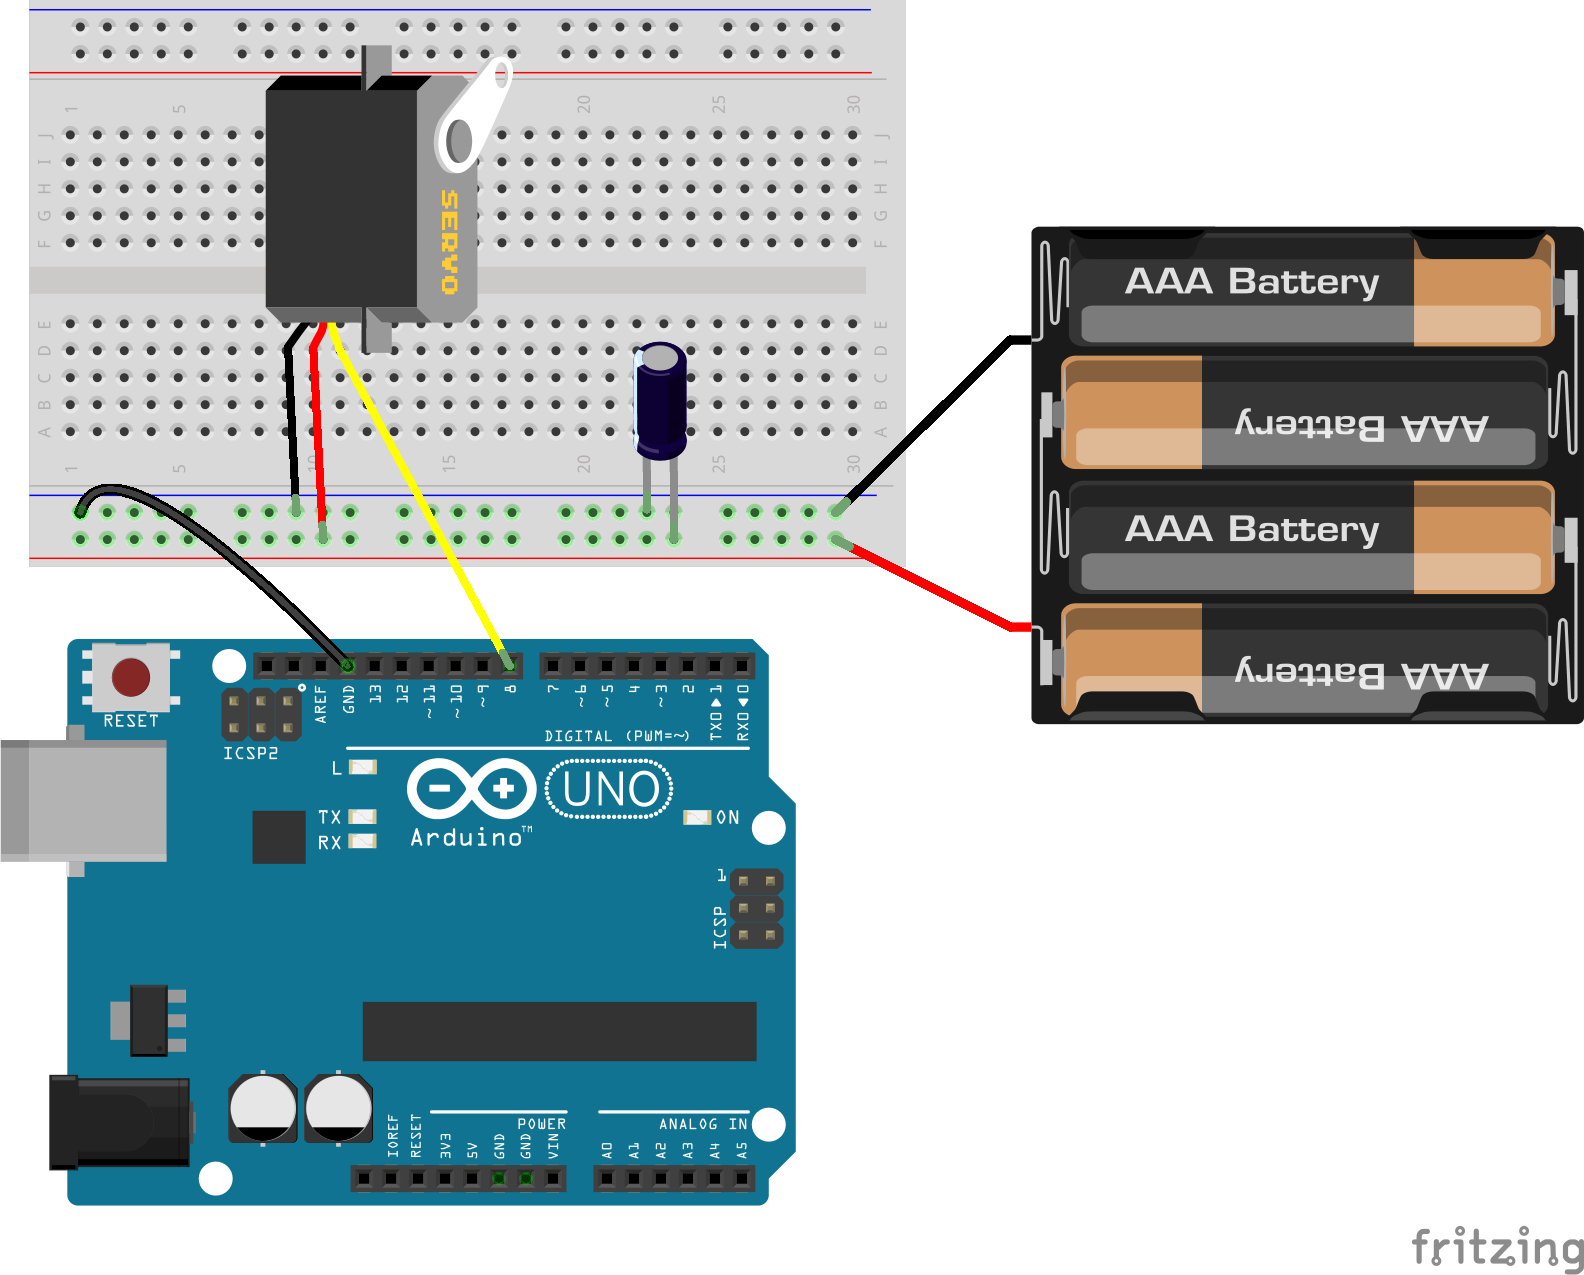 1 5 20 25 30
J J
I I
H H
G G
F F
SERVO
E E
D D
C C
B B
A A
1 5 10 15 20 25 30
AAA Battery
AAA Battery
AAA Battery
AAA Battery
RESET
ICSP2
AREF
GND
13
12
~11
~10
~9
8
7
~6
~5
4
~3
2
TX0▶1
RX0◀0
DIGITAL (PWM=~)
L
TX
RX
UNO
Arduino™
ON
1
ICSP
IOREF
RESET
3V3
5V
GND
GND
VIN
POWER
A0
A1
A2
A3
A4
A5
ANALOG IN
fritzing